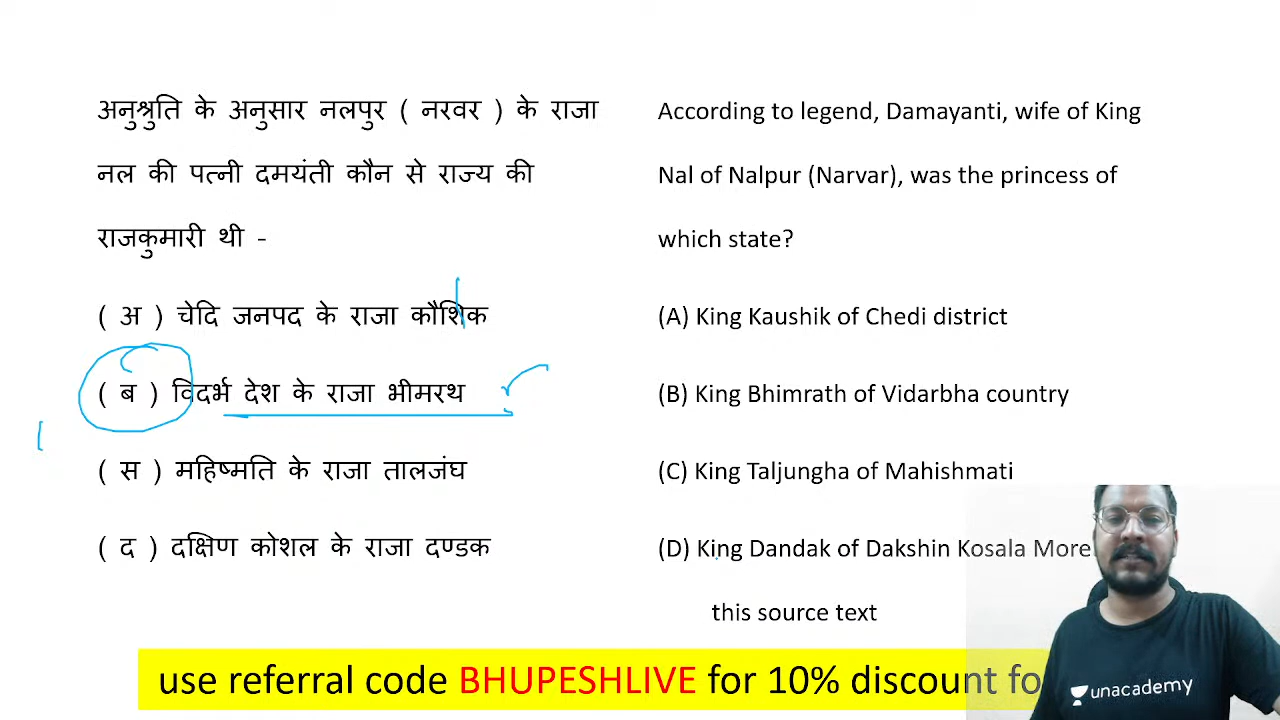 अनुश्रुति के अनुसार नलपुर ( नरवर ) के राजा
नल की पत्नी दमयंती कौन से राज्य की
राजकुमारी थी -
( अ ) चेदि जनपद के राजा कौशिक
( ब ) विदर्भ देश के राजा भीमरथ
( स ) महिष्मति के राजा तालजंघ
( द ) दक्षिण कोशल के राजा दण्डक
According to legend, Damayanti, wife of King
Nal of Nalpur (Narvar), was the princess of
which state?
(A) King Kaushik of Chedi district
(B) King Bhimrath of Vidarbha country
(C) King Taljungha of Mahishmati
(D) King Dandak of Dakshin Kosala More
this source text
use referral code BHUPESHLIVE for 10% discount fo
unacademy